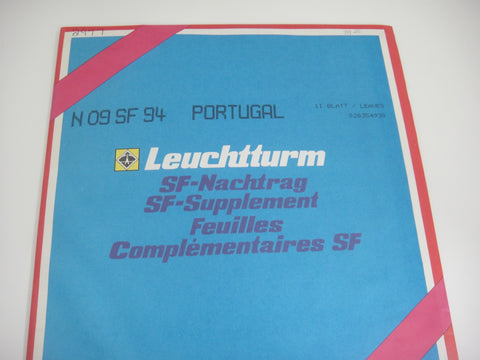 N 09 SF 94 PORTUGAL
11 BLATT / LEAVES
Leuchtturm
SF-Nachtrag
SF-Supplement
Feuilles
Complémentaires SF